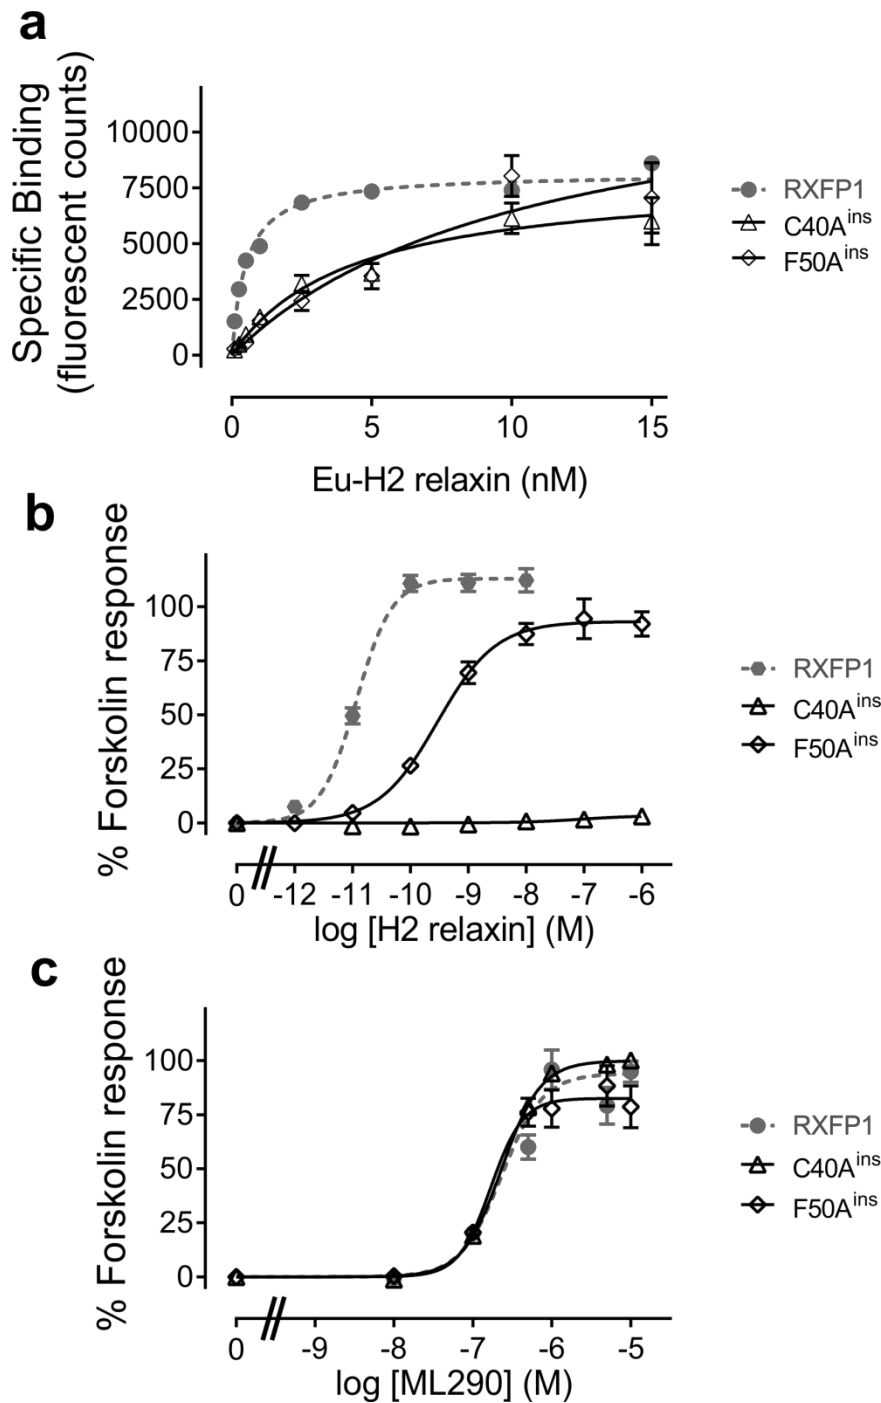 a
Specific Binding
(fluorescent counts)
10000
7500
5000
2500
0
0 5 10 15
Eu-H2 relaxin (nM)
RXFP1
C40A^ins
F50A^ins
b
% Forskolin response
100
75
50
25
0
0 -12 -11 -10 -9 -8 -7 -6
log [H2 relaxin] (M)
RXFP1
C40A^ins
F50A^ins
c
% Forskolin response
100
75
50
25
0
0 -9 -8 -7 -6 -5
log [ML290] (M)
RXFP1
C40A^ins
F50A^ins